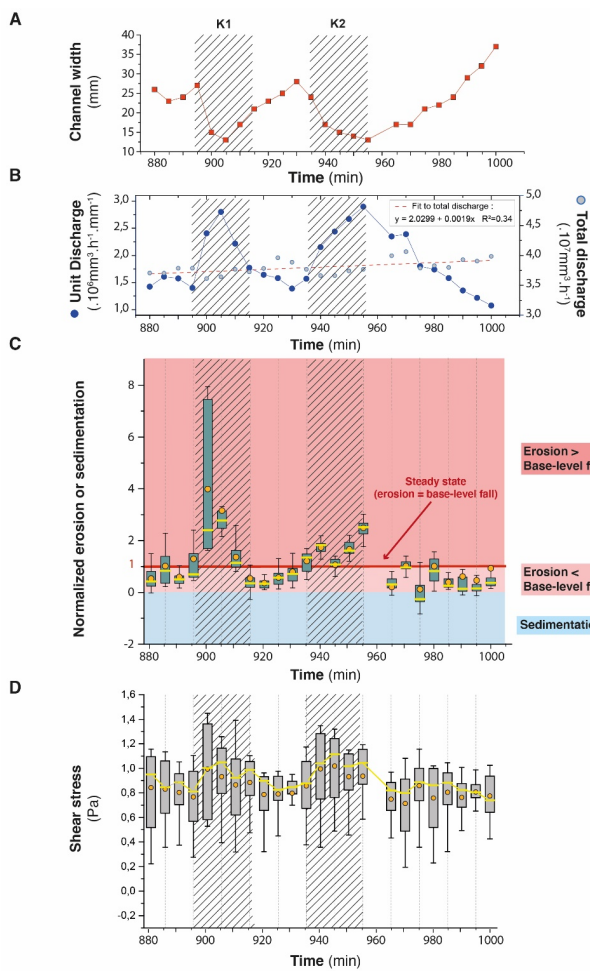 A
K1
K2
Channel width
(mm)
40
35
30
25
20
15
10
880
900
920
940
960
980
1000
Time (min)
B
Unit Discharge
(.10⁶mm³.h⁻¹.mm⁻¹)
3,0
2,5
2,0
1,5
1,0
Fit to total discharge :
y = 2.0299 + 0.0019x R²=0.34
5,0
4,5
4,0
3,5
3,0
Total discharge
(.10⁷mm³.h⁻¹)
880
900
920
940
960
980
1000
Time (min)
C
Normalized erosion or sedimentation
8
6
4
2
1
0
-2
Steady state
(erosion = base-level fall)
Erosion >
Base-level f
Erosion <
Base-level f
Sedimentati
880
900
920
940
960
980
1000
Time (min)
D
Shear stress
(Pa)
1,6
1,4
1,2
1,0
0,8
0,6
0,4
0,2
0,0
-0,2
880
900
920
940
960
980
1000
Time (min)